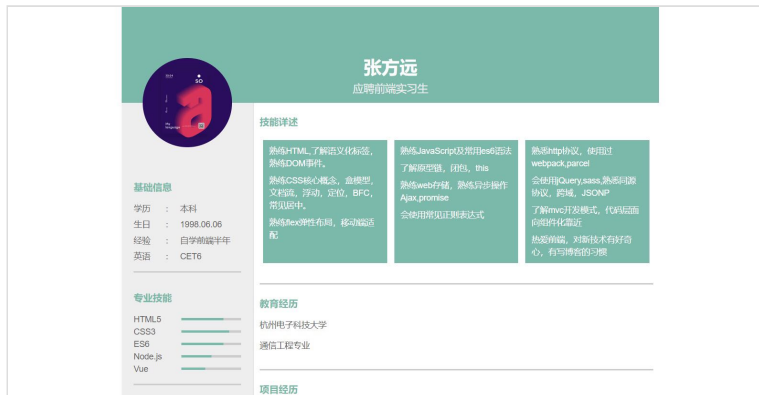 张方远
应聘前端实习生
SO
基础信息
学历 : 本科
生日 : 1998.06.06
经验 : 自学前端半年
英语 : CET6
专业技能
HTML5
CSS3
ES6
Node.js
Vue
技能详述
熟练HTML,了解语义化标签，
熟练DOM事件。
熟练CSS核心概念，盒模型，
文档流，浮动，定位，BFC，
常见居中。
熟练flex弹性布局，移动端适
配
熟练JavaScript及常用es6语法
了解原型链，闭包，this
熟练web存储，熟练异步操作
Ajax,promise
会使用常见正则表达式
熟悉http协议，使用过
webpack,parcel
会使用jQuery,sass,熟悉同源
协议，跨域，JSONP
了解mvc开发模式，代码层面
向组件化靠近
热爱前端，对新技术有好奇
心，有写博客的习惯
教育经历
杭州电子科技大学
通信工程专业
项目经历